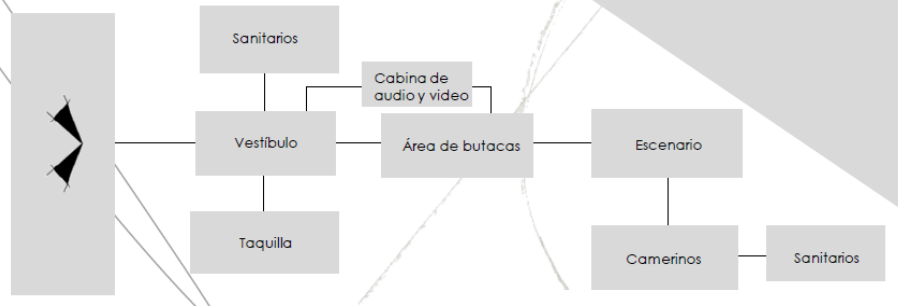 Sanitarios
Cabina de
audio y video
Vestíbulo
Área de butacas
Escenario
Taquilla
Camerinos
Sanitarios